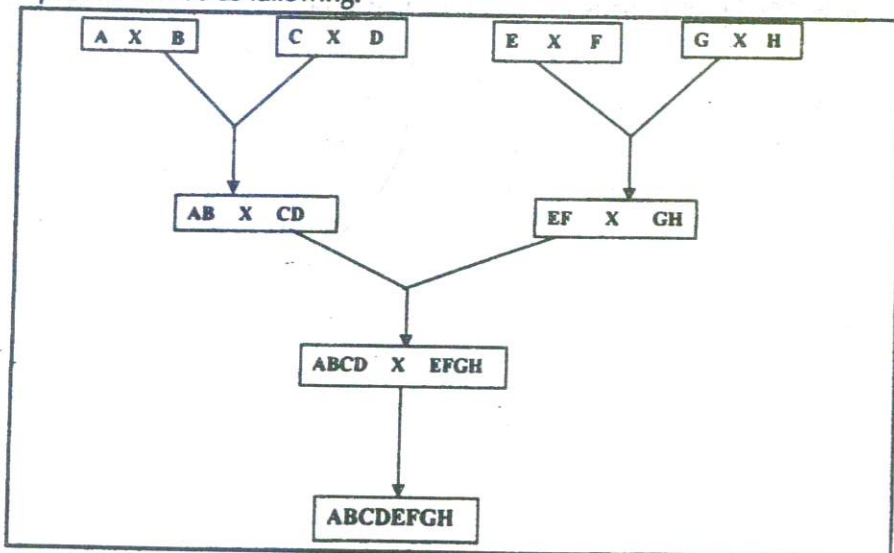 A X B C X D E X F G X H
AB X CD EF X GH
ABCD X EFGH
ABCDEFGH